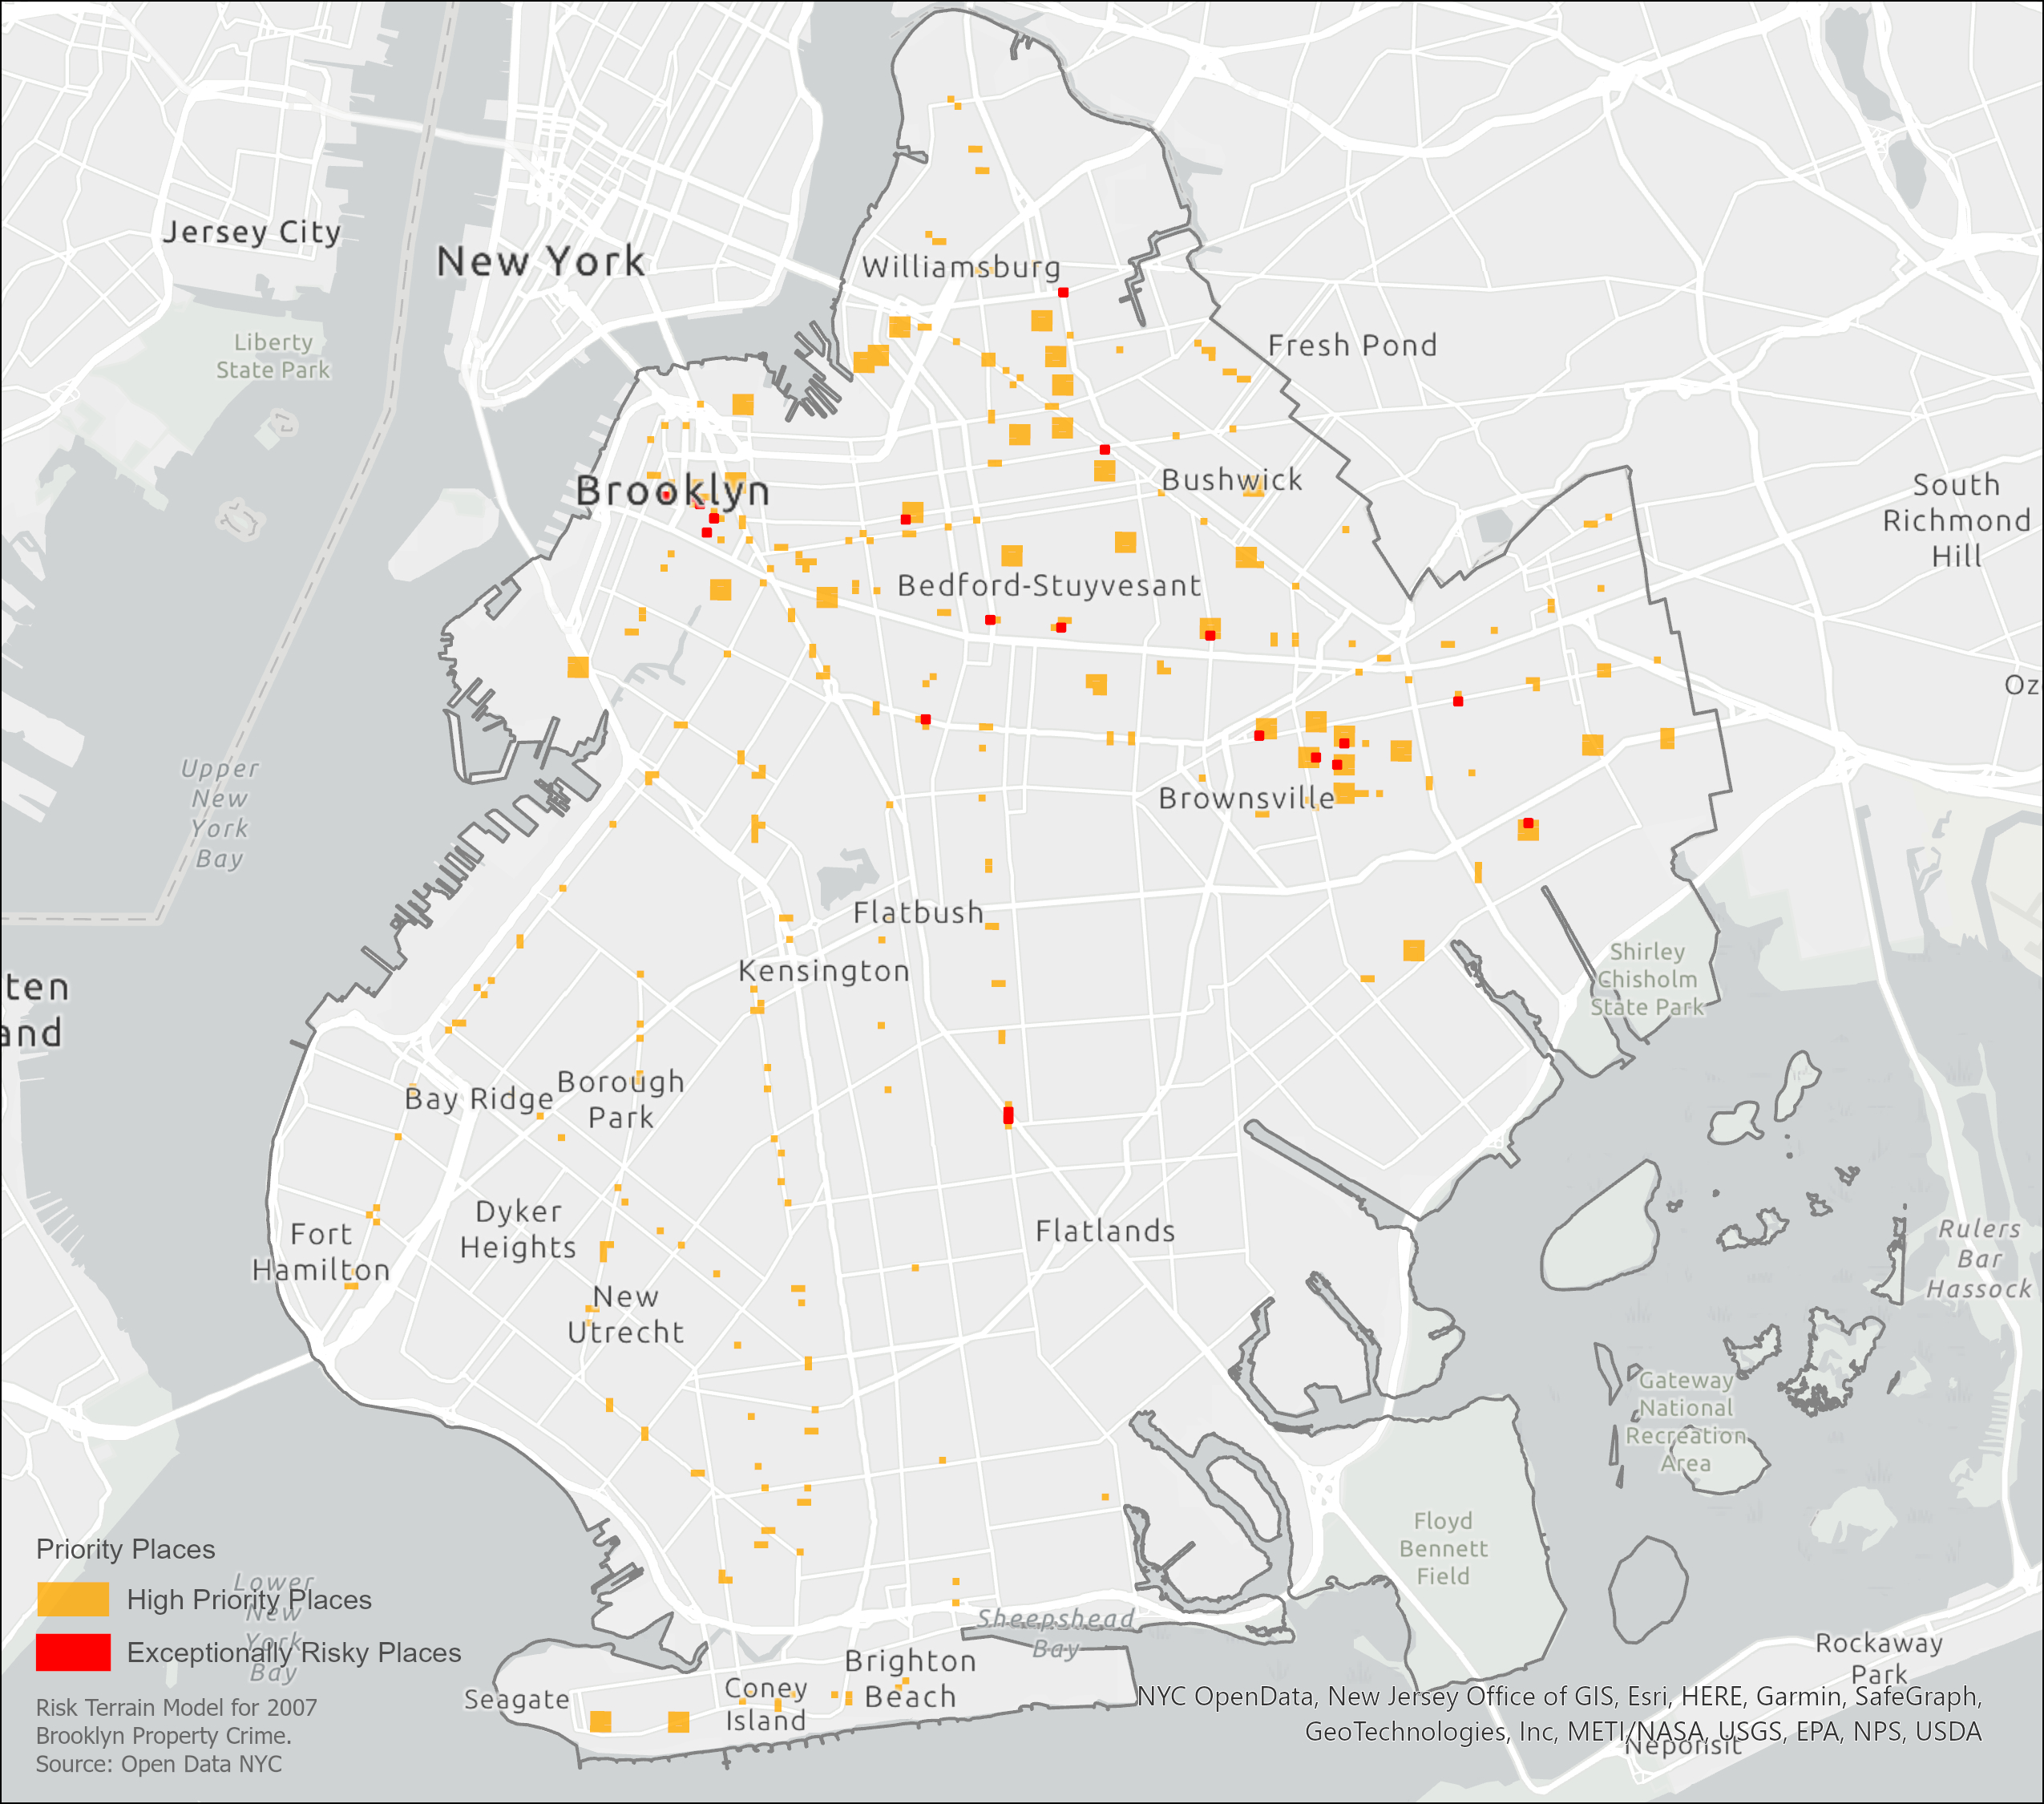 Jersey City
New York
Williamsburg
Liberty
State Park
Fresh Pond
Brooklyn
Bushwick
South
Richmond
Hill
Bedford-Stuyvesant
Oz
Upper
New
York
Bay
Brownsville
Flatbush
Kensington
Shirley
Chisholm
State Park
ten
and
Bay Ridge
Borough
Park
Fort
Hamilton
Dyker
Heights
Flatlands
Rulers
Bar
Hassock
New
Utrecht
Gateway
National
Recreation
Area
Floyd
Bennett
Field
Priority Places
High Priority Places
Exceptionally Risky Places
Lower
New
York
Bay
Sheepshead
Bay
Brighton
Beach
Rockaway
Park
Seagate
Coney
Island
Neponsit
Risk Terrain Model for 2007
Brooklyn Property Crime.
Source: Open Data NYC
NYC OpenData, New Jersey Office of GIS, Esri, HERE, Garmin, SafeGraph,
GeoTechnologies, Inc, METI/NASA, USGS, EPA, NPS, USDA